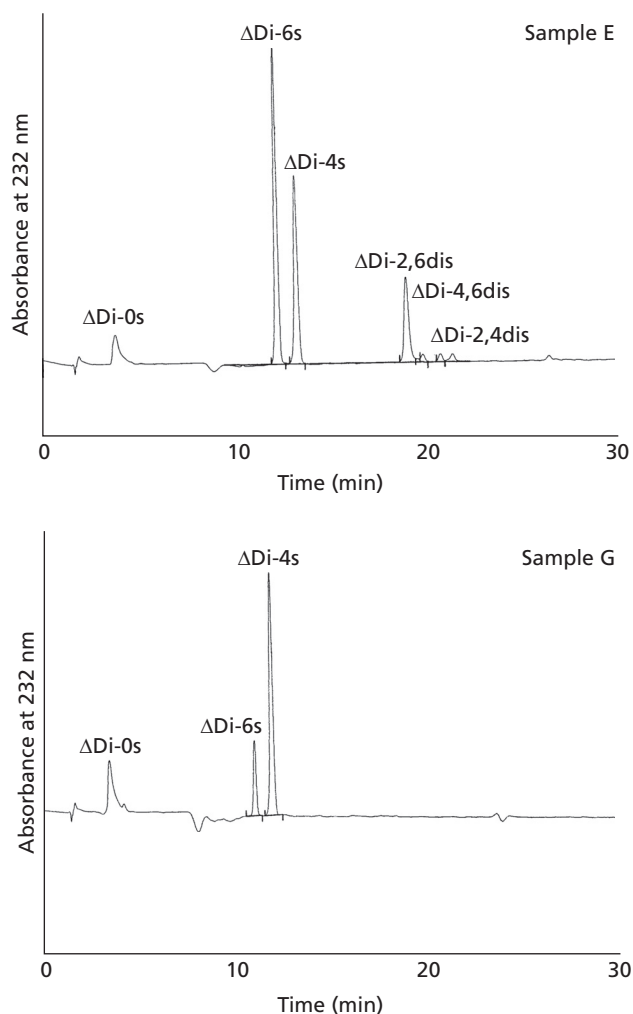 Sample E
ΔDi-6s
ΔDi-4s
ΔDi-2,6dis
ΔDi-4,6dis
ΔDi-2,4dis
ΔDi-0s
Absorbance at 232 nm
0 10 20 30
Time (min)
Sample G
ΔDi-4s
ΔDi-6s
ΔDi-0s
Absorbance at 232 nm
0 10 20 30
Time (min)